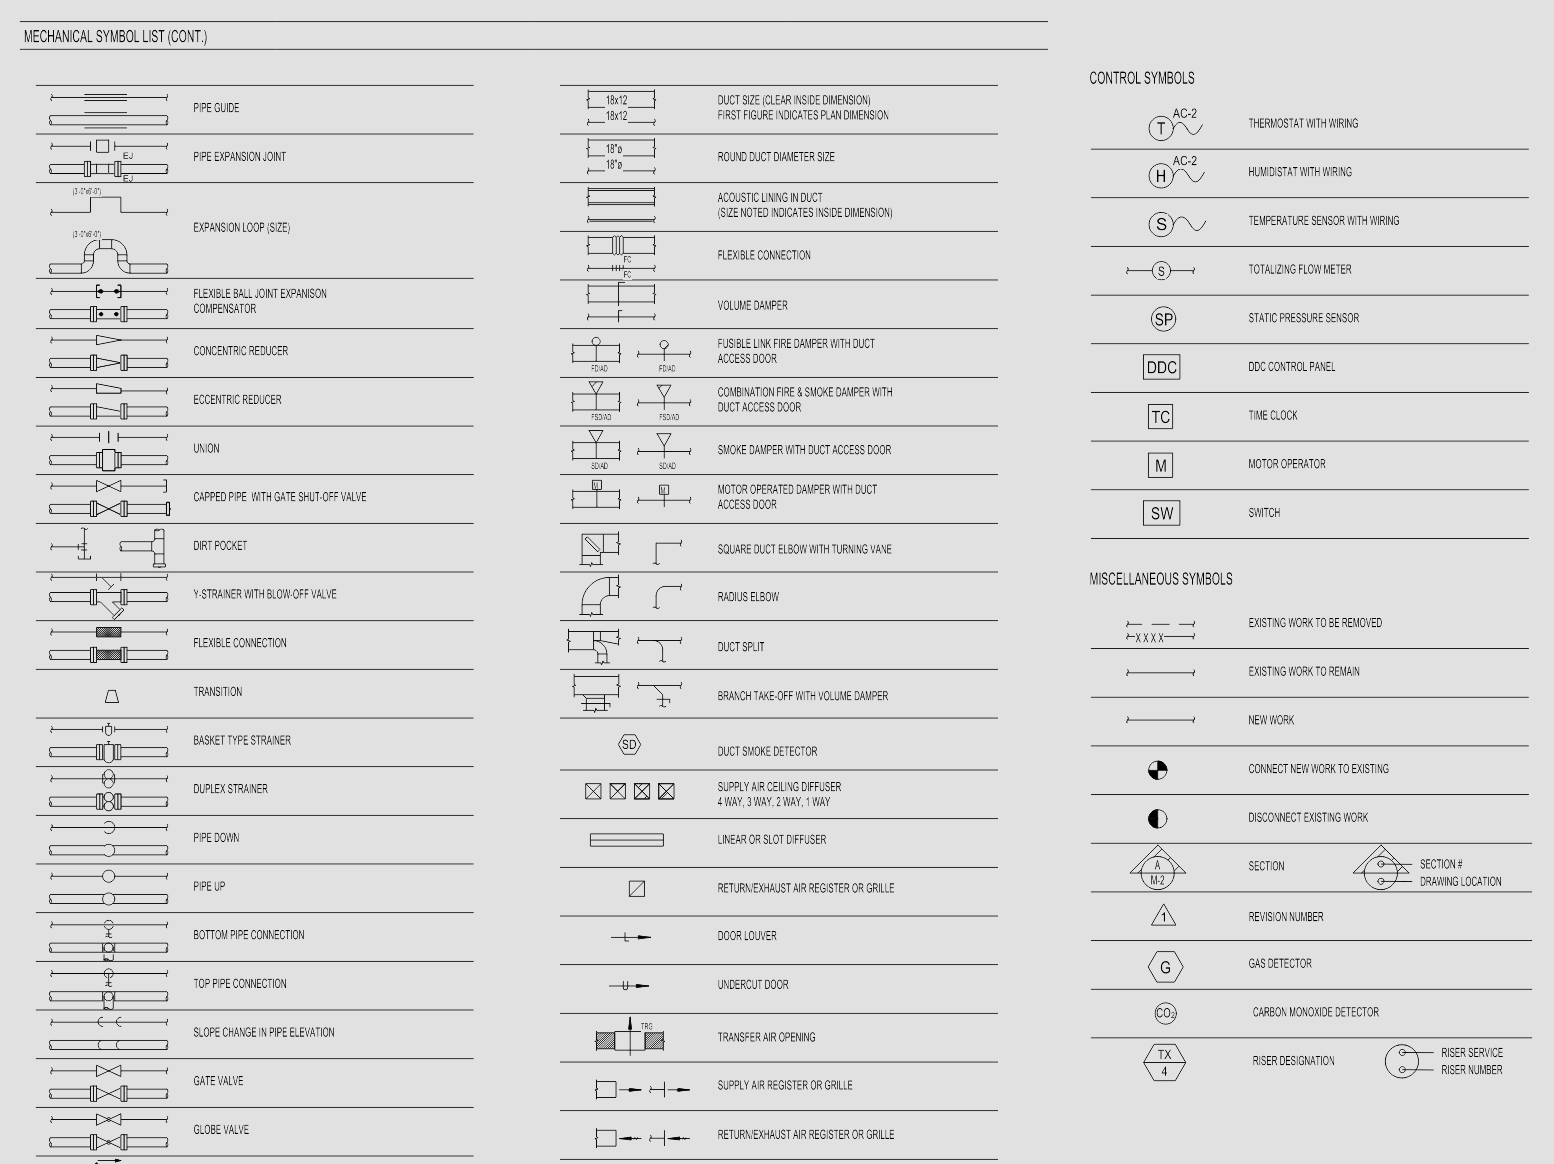 MECHANICAL SYMBOL LIST (CONT.)
PIPE GUIDE
EJ
EJ
PIPE EXPANSION JOINT
(3'-0"x6'-0")
(3'-0"x6'-0")
EXPANSION LOOP (SIZE)
FLEXIBLE BALL JOINT EXPANISON
COMPENSATOR
CONCENTRIC REDUCER
ECCENTRIC REDUCER
UNION
CAPPED PIPE WITH GATE SHUT-OFF VALVE
DIRT POCKET
Y-STRAINER WITH BLOW-OFF VALVE
FLEXIBLE CONNECTION
TRANSITION
BASKET TYPE STRAINER
DUPLEX STRAINER
PIPE DOWN
PIPE UP
BOTTOM PIPE CONNECTION
TOP PIPE CONNECTION
SLOPE CHANGE IN PIPE ELEVATION
GATE VALVE
GLOBE VALVE
18x12
18x12
DUCT SIZE (CLEAR INSIDE DIMENSION)
FIRST FIGURE INDICATES PLAN DIMENSION
18"ø
18"ø
ROUND DUCT DIAMETER SIZE
ACOUSTIC LINING IN DUCT
(SIZE NOTED INDICATES INSIDE DIMENSION)
FC
FC
FLEXIBLE CONNECTION
VOLUME DAMPER
FD/AD FD/AD
FUSIBLE LINK FIRE DAMPER WITH DUCT
ACCESS DOOR
FSD/AD FSD/AD
COMBINATION FIRE & SMOKE DAMPER WITH
DUCT ACCESS DOOR
SD/AD SD/AD
SMOKE DAMPER WITH DUCT ACCESS DOOR
M M
MOTOR OPERATED DAMPER WITH DUCT
ACCESS DOOR
SQUARE DUCT ELBOW WITH TURNING VANE
RADIUS ELBOW
DUCT SPLIT
BRANCH TAKE-OFF WITH VOLUME DAMPER
SD
DUCT SMOKE DETECTOR
SUPPLY AIR CEILING DIFFUSER
4 WAY, 3 WAY, 2 WAY, 1 WAY
LINEAR OR SLOT DIFFUSER
RETURN/EXHAUST AIR REGISTER OR GRILLE
L
DOOR LOUVER
U
UNDERCUT DOOR
TRG
TRANSFER AIR OPENING
SUPPLY AIR REGISTER OR GRILLE
RETURN/EXHAUST AIR REGISTER OR GRILLE
CONTROL SYMBOLS
T AC-2
THERMOSTAT WITH WIRING
H AC-2
HUMIDISTAT WITH WIRING
S
TEMPERATURE SENSOR WITH WIRING
S
TOTALIZING FLOW METER
SP
STATIC PRESSURE SENSOR
DDC
DDC CONTROL PANEL
TC
TIME CLOCK
M
MOTOR OPERATOR
SW
SWITCH
MISCELLANEOUS SYMBOLS
X X X X
EXISTING WORK TO BE REMOVED
EXISTING WORK TO REMAIN
NEW WORK
CONNECT NEW WORK TO EXISTING
DISCONNECT EXISTING WORK
A
M-2
SECTION
SECTION #
DRAWING LOCATION
1
REVISION NUMBER
G
GAS DETECTOR
CO2
CARBON MONOXIDE DETECTOR
TX
4
RISER DESIGNATION
RISER SERVICE
RISER NUMBER